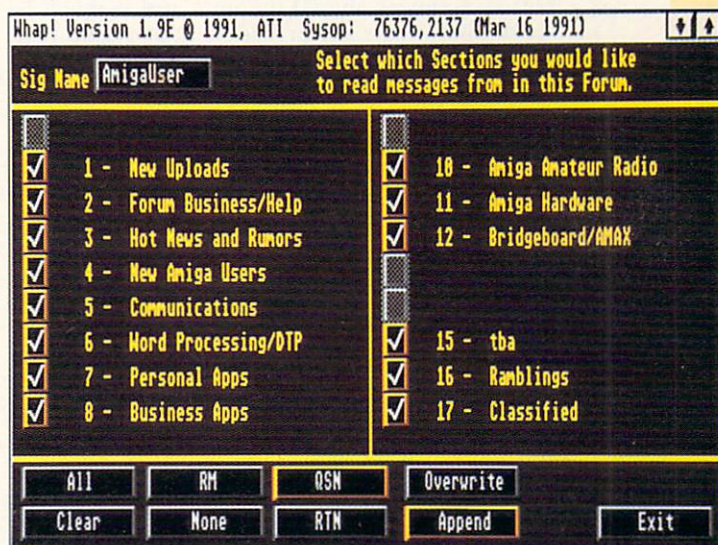 Whap! Version 1.9E @ 1991, ATI Sysop: 76376,2137 (Mar 16 1991)
Sig Name AmigaUser
Select which Sections you would like
to read messages from in this Forum.
1 - New Uploads
2 - Forum Business/Help
3 - Hot News and Rumors
4 - New Amiga Users
5 - Communications
6 - Word Processing/DTP
7 - Personal Apps
8 - Business Apps
10 - Amiga Amateur Radio
11 - Amiga Hardware
12 - Bridgeboard/AMAX
15 - tba
16 - Ramblings
17 - Classified
All RM QSN Overwrite
Clear None RTN Append Exit